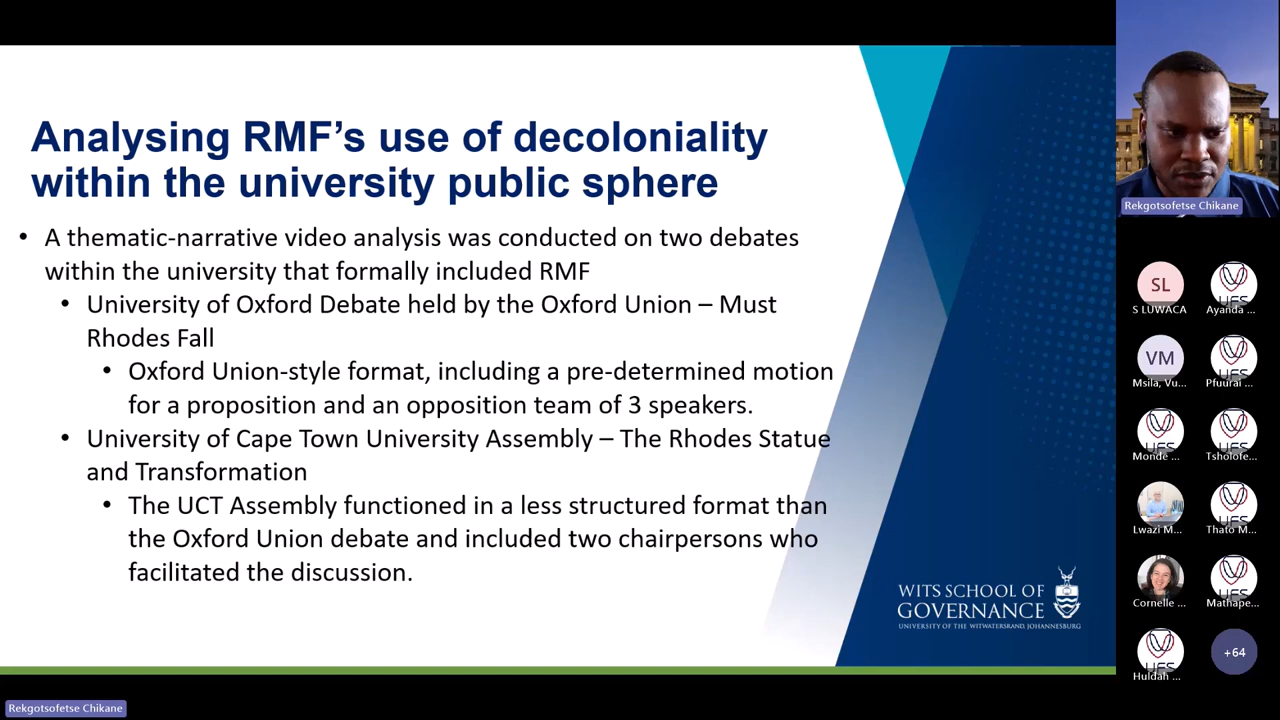 Analysing RMF's use of decoloniality
within the university public sphere
• A thematic-narrative video analysis was conducted on two debates
within the university that formally included RMF
• University of Oxford Debate held by the Oxford Union – Must
Rhodes Fall
• Oxford Union-style format, including a pre-determined motion
for a proposition and an opposition team of 3 speakers.
• University of Cape Town University Assembly – The Rhodes Statue
and Transformation
• The UCT Assembly functioned in a less structured format than
the Oxford Union debate and included two chairpersons who
facilitated the discussion.
WITS SCHOOL OF
GOVERNANCE
UNIVERSITY OF THE WITWATERSRAND, JOHANNESBURG
Rekgotsofetse Chikane
SL
S LUWACA
UFS
Ayanda ...
VM
Msila, Vu...
Pfuurai ...
UFS
Monde ...
UFS
Tsholofe...
Lwazi M...
UFS
Thato M...
Cornelle ...
Mathape...
UFS
Huldah ...
+64
Rekgotsofetse Chikane